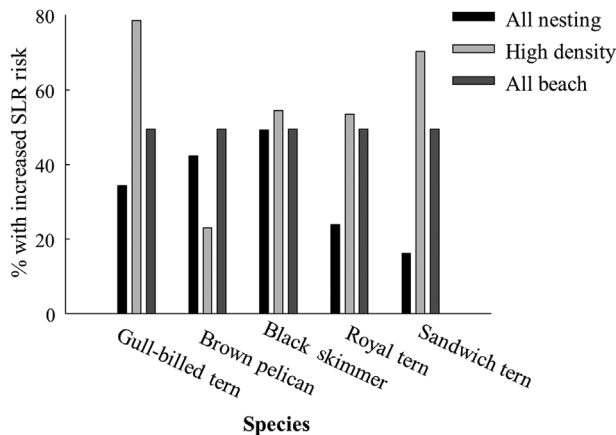 All nesting
High density
All beach
% with increased SLR risk
80
60
40
20
0
Gull-billed tern
Brown pelican
Black skimmer
Royal tern
Sandwich tern
Species